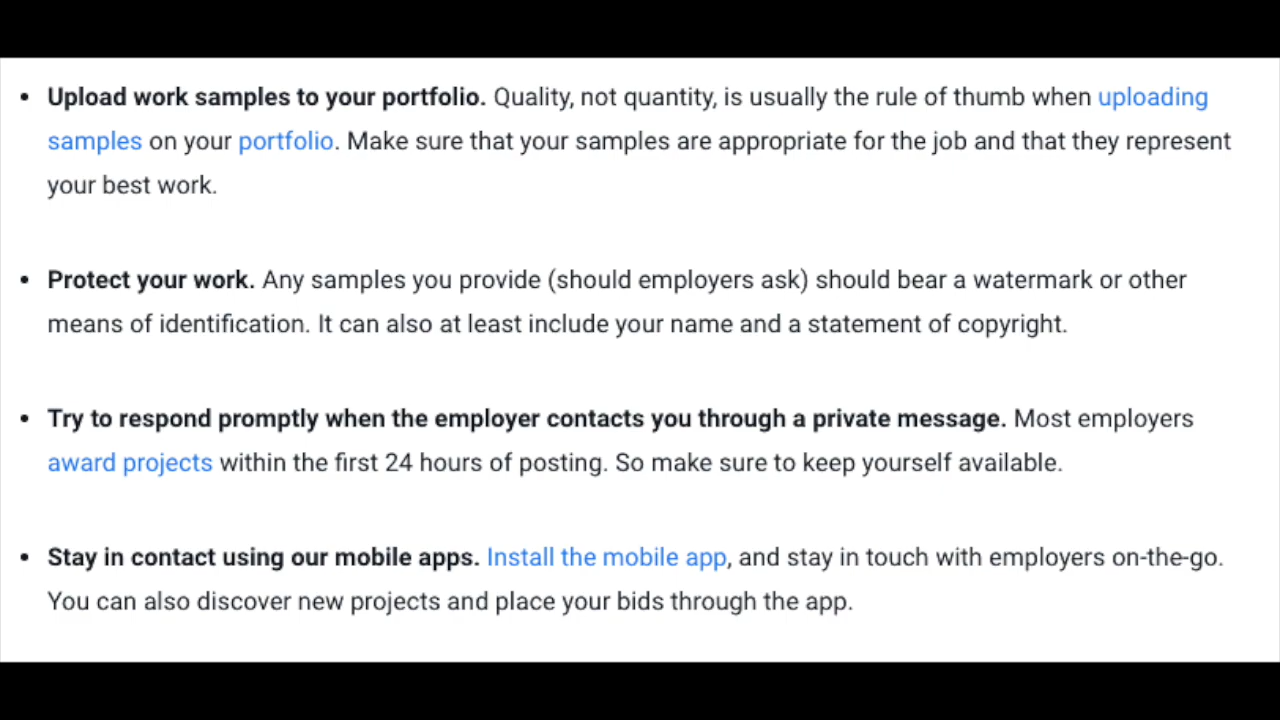 • Upload work samples to your portfolio. Quality, not quantity, is usually the rule of thumb when uploading
samples on your portfolio. Make sure that your samples are appropriate for the job and that they represent
your best work.
• Protect your work. Any samples you provide (should employers ask) should bear a watermark or other
means of identification. It can also at least include your name and a statement of copyright.
• Try to respond promptly when the employer contacts you through a private message. Most employers
award projects within the first 24 hours of posting. So make sure to keep yourself available.
• Stay in contact using our mobile apps. Install the mobile app, and stay in touch with employers on-the-go.
You can also discover new projects and place your bids through the app.